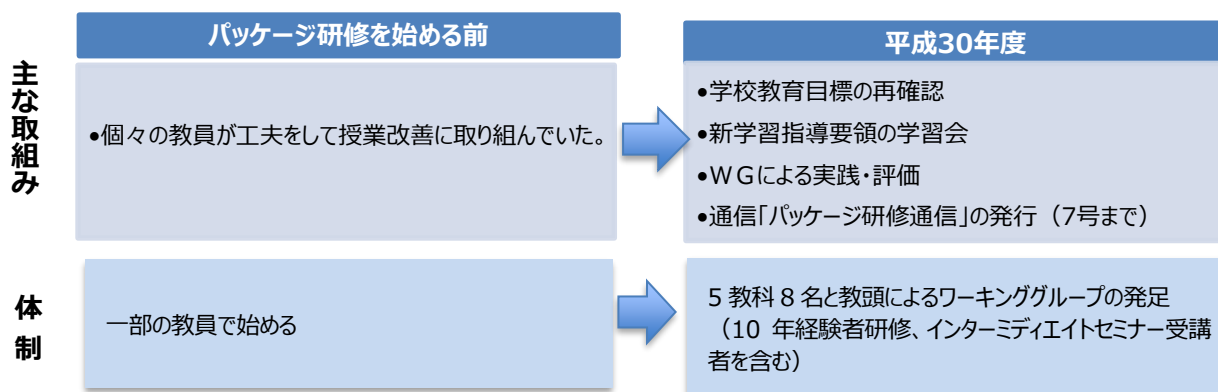 パッケージ研修を始める前
平成30年度
主な取組み
•個々の教員が工夫をして授業改善に取り組んでいた。
•学校教育目標の再確認
•新学習指導要領の学習会
•ＷＧによる実践・評価
•通信「パッケージ研修通信」の発行（7号まで）
体制
一部の教員で始める
5 教科 8 名と教頭によるワーキンググループの発足
（10 年経験者研修、インターミディエイトセミナー受講
者を含む）